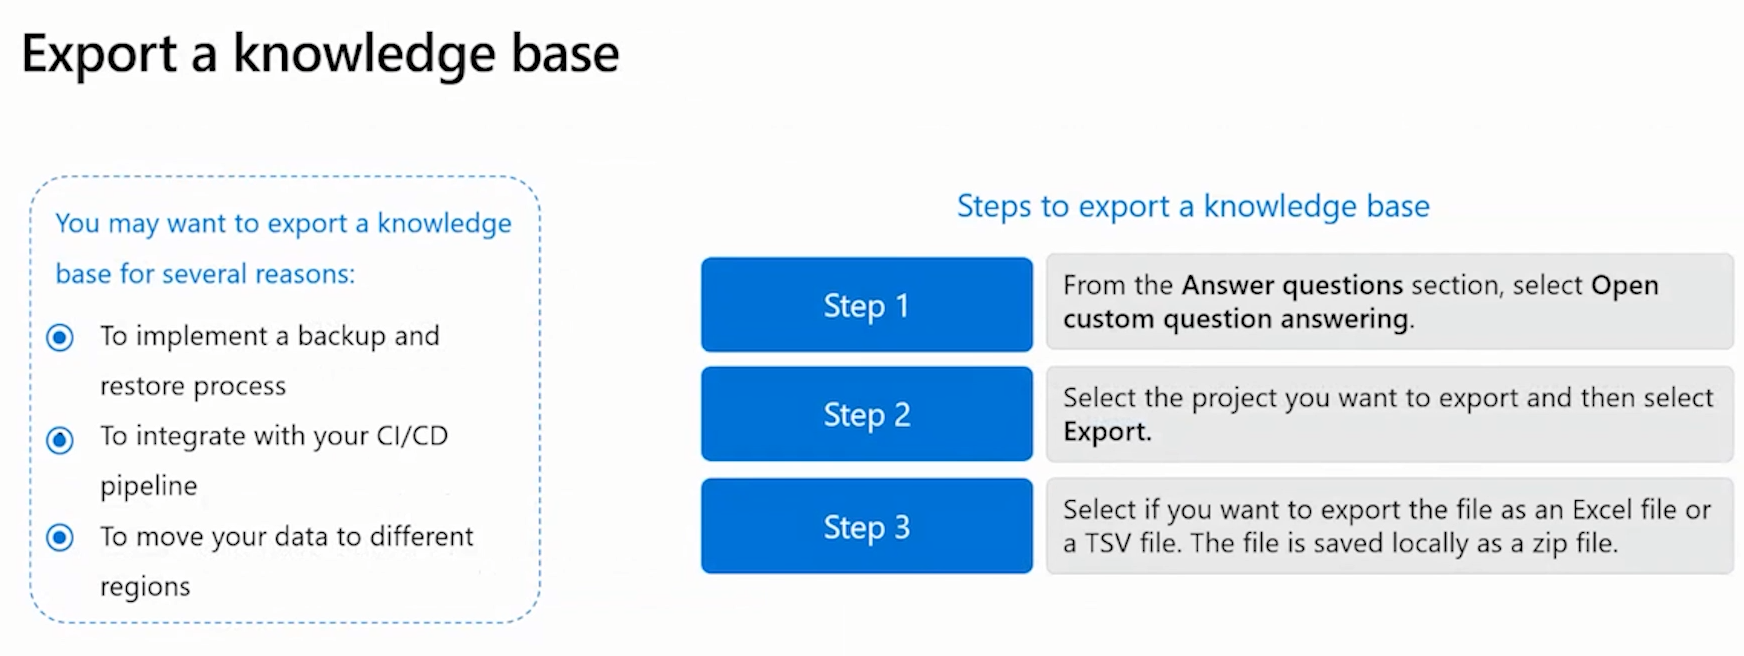 Export a knowledge base
You may want to export a knowledge
base for several reasons:
To implement a backup and
restore process
To integrate with your CI/CD
pipeline
To move your data to different
regions
Steps to export a knowledge base
Step 1
From the Answer questions section, select Open
custom question answering.
Step 2
Select the project you want to export and then select
Export.
Step 3
Select if you want to export the file as an Excel file or
a TSV file. The file is saved locally as a zip file.